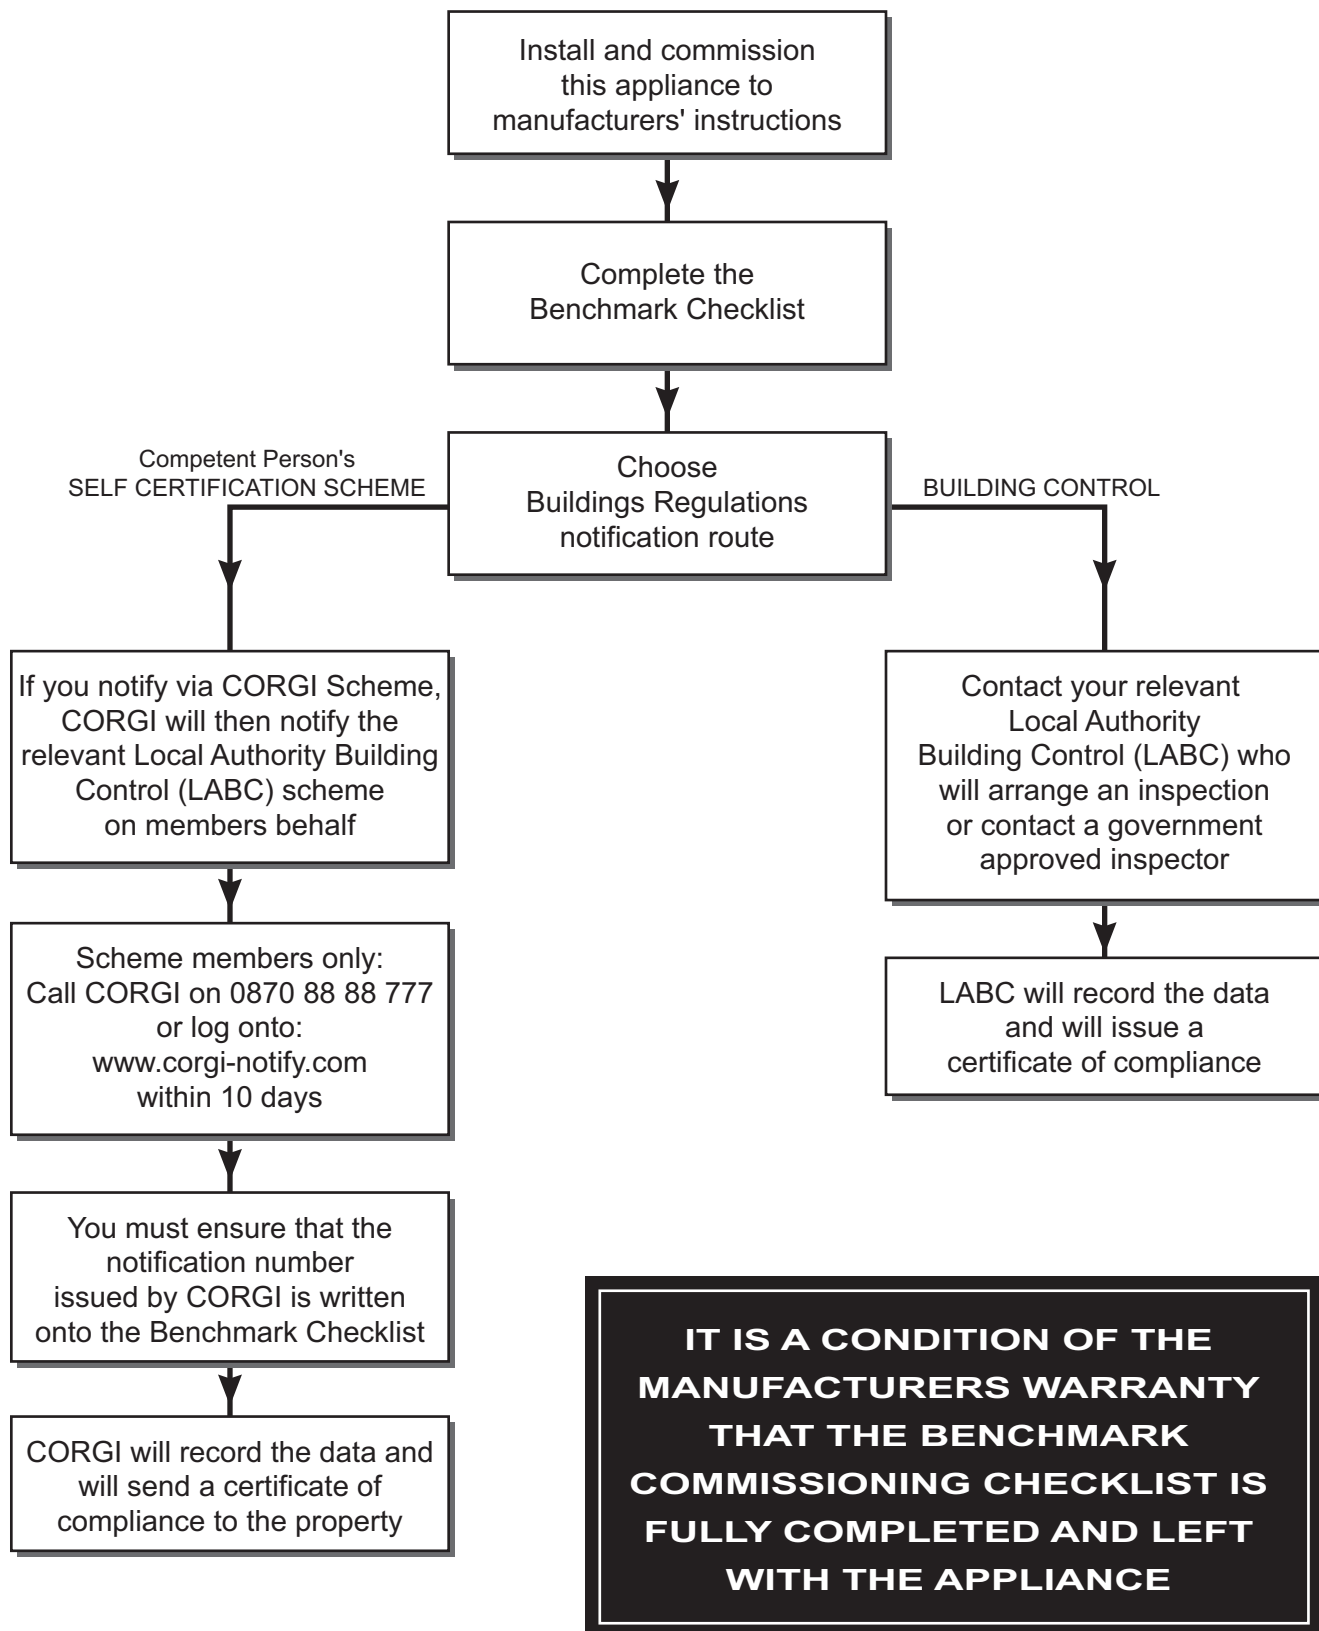 Install and commission
this appliance to
manufacturers' instructions
Complete the
Benchmark Checklist
Choose
Buildings Regulations
notification route
Competent Person's
SELF CERTIFICATION SCHEME
BUILDING CONTROL
If you notify via CORGI Scheme,
CORGI will then notify the
relevant Local Authority Building
Control (LABC) scheme
on members behalf
Scheme members only:
Call CORGI on 0870 88 88 777
or log onto:
www.corgi-notify.com
within 10 days
You must ensure that the
notification number
issued by CORGI is written
onto the Benchmark Checklist
CORGI will record the data and
will send a certificate of
compliance to the property
Contact your relevant
Local Authority
Building Control (LABC) who
will arrange an inspection
or contact a government
approved inspector
LABC will record the data
and will issue a
certificate of compliance
IT IS A CONDITION OF THE
MANUFACTURERS WARRANTY
THAT THE BENCHMARK
COMMISSIONING CHECKLIST IS
FULLY COMPLETED AND LEFT
WITH THE APPLIANCE